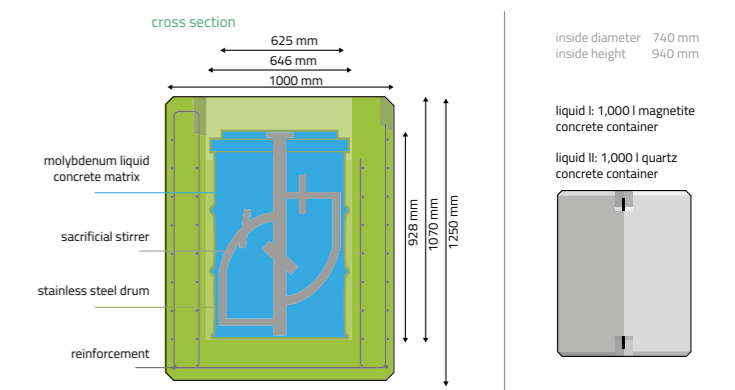 cross section
625 mm
646 mm
1000 mm
molybdenum liquid
concrete matrix
sacrificial stirrer
stainless steel drum
reinforcement
928 mm
1070 mm
1250 mm
inside diameter 740 mm
inside height 940 mm
liquid I: 1,000 l magnetite
concrete container
liquid II: 1,000 l quartz
concrete container